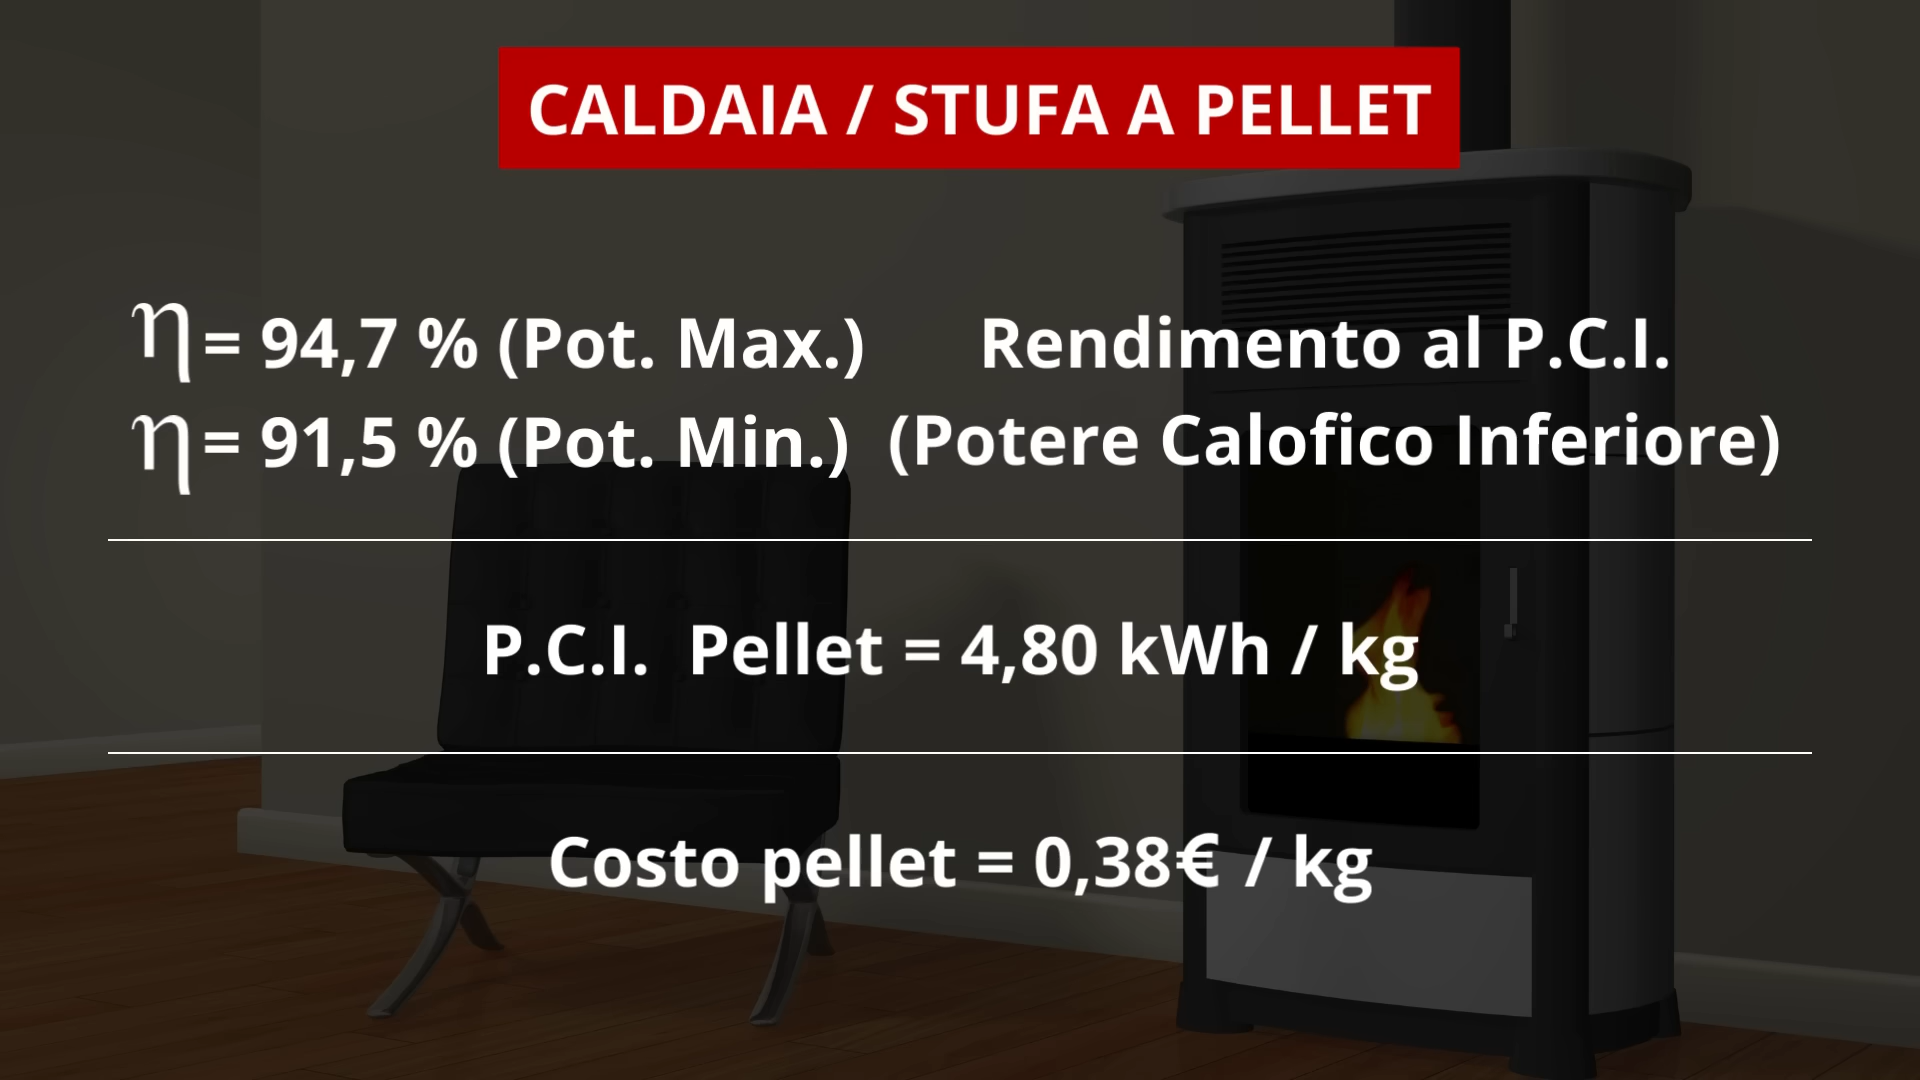 CALDAIA / STUFA A PELLET
η = 94,7 % (Pot. Max.) Rendimento al P.C.I.
η = 91,5 % (Pot. Min.) (Potere Calofico Inferiore)
P.C.I. Pellet = 4,80 kWh / kg
Costo pellet = 0,38€ / kg